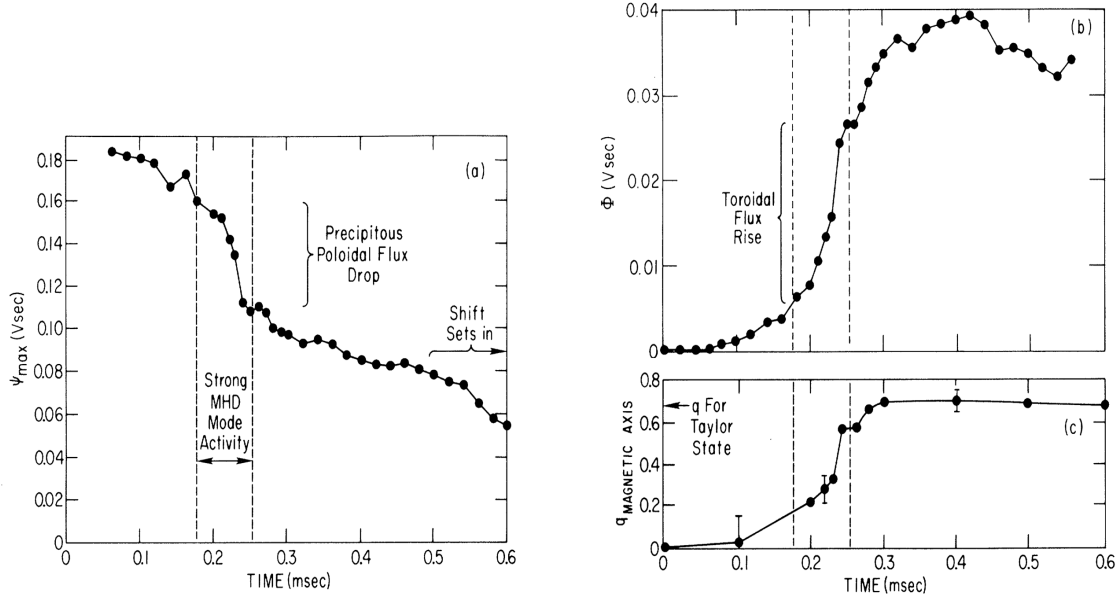 (a)
0.18
0.16
0.14
0.12
0.10
0.08
0.06
0.04
0.02
0
ψmax (Vsec)
Precipitous
Poloidal Flux
Drop
Shift
Sets in
Strong
MHD
Mode
Activity
0.1
0.2
0.3
0.4
0.5
0.6
TIME (msec)
(b)
0.04
0.03
0.02
0.01
0
Φ (V sec)
Toroidal
Flux
Rise
(c)
0.8
0.6
0.4
0.2
0
q MAGNETIC AXIS
q For
Taylor
State
0
0.1
0.2
0.3
0.4
0.5
0.6
TIME (msec)